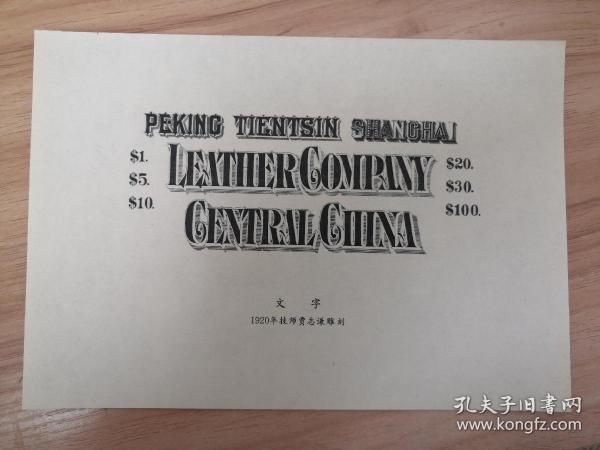 PEKING TIENTSIN SHANGHAI
$1. LEATHER COMPANY $20.
$5. $30.
$10. CENTRAL CHINA $100.
文 字
1920年技师贾志谦雕刻
孔夫子旧书网
www.kongfz.com